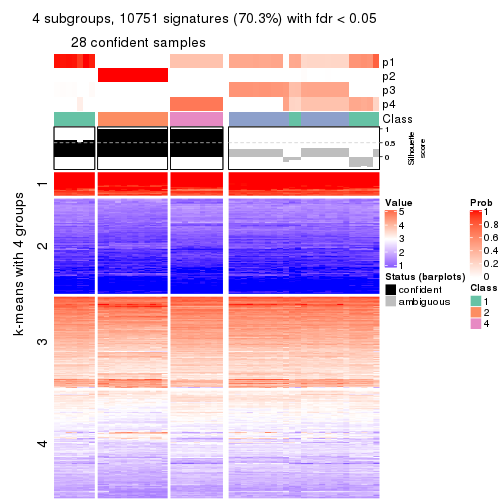 4 subgroups, 10751 signatures (70.3%) with fdr < 0.05
28 confident samples
p1
p2
p3
p4
Class
1
0.5
0
Silhouette
score
k-means with 4 groups
1
2
3
4
Value
5
4
3
2
1
Status (barplots)
confident
ambiguous
Prob
1
0.8
0.6
0.4
0.2
0
Class
1
2
4